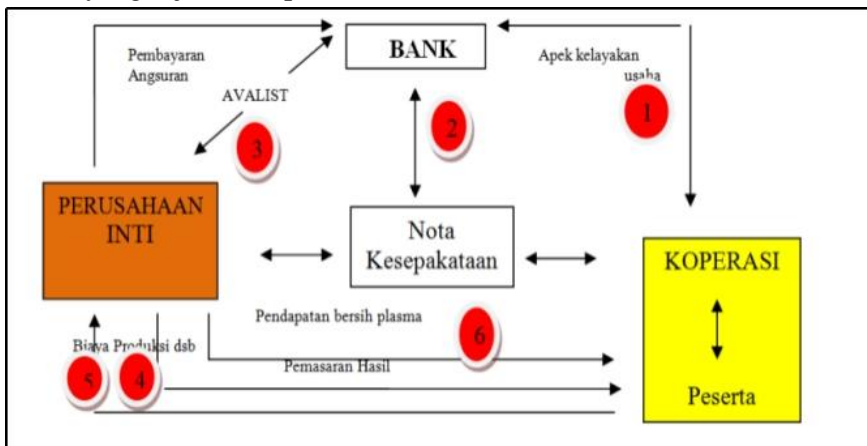 Pembayaran
Angsuran
BANK
Apek kelayakan
usaha
AVALIST
1
2
3
PERUSAHAAN
INTI
Nota
Kesepakataan
KOPERASI
Pendapatan bersih plasma
6
Biaya Produksi dsb
Pemasaran Hasil
5
4
Peserta